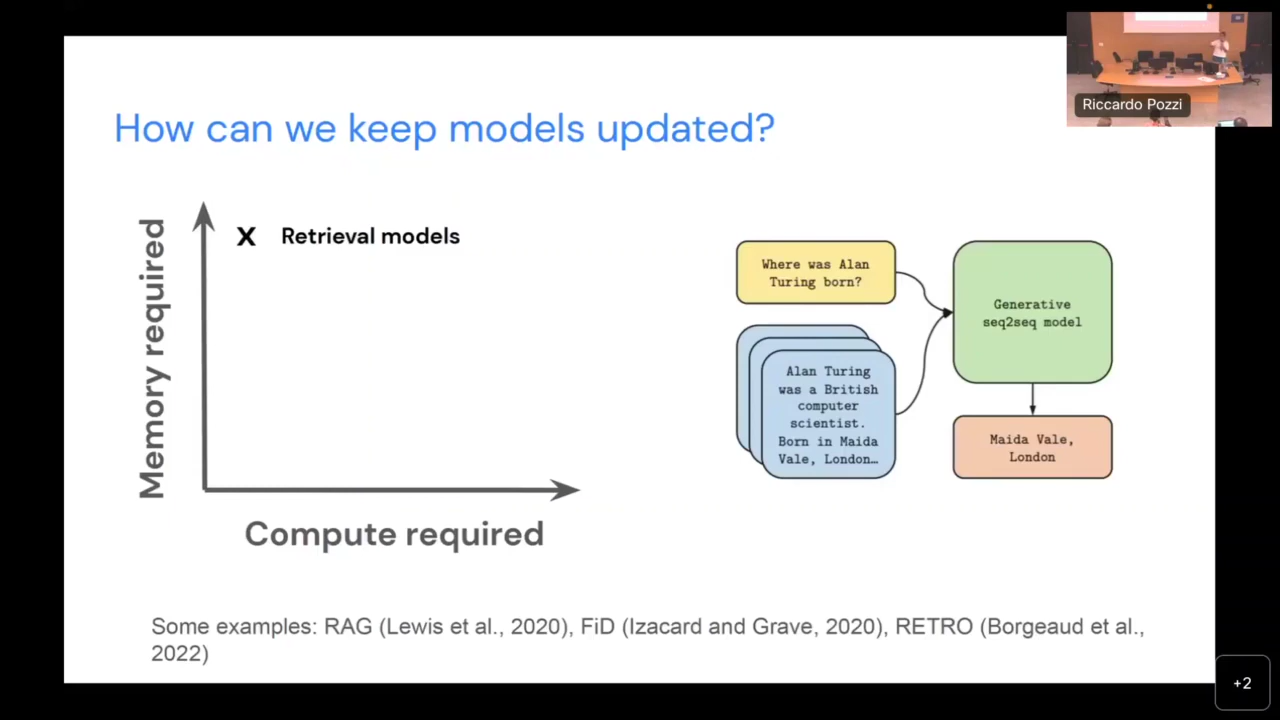 How can we keep models updated?
Riccardo Pozzi
Memory required
X Retrieval models
Compute required
Where was Alan
Turing born?
Alan Turing
was a British
computer
scientist.
Born in Maida
Vale, London…
Generative
seq2seq model
Maida Vale,
London
Some examples: RAG (Lewis et al., 2020), FiD (Izacard and Grave, 2020), RETRO (Borgeaud et al.,
2022)
+2